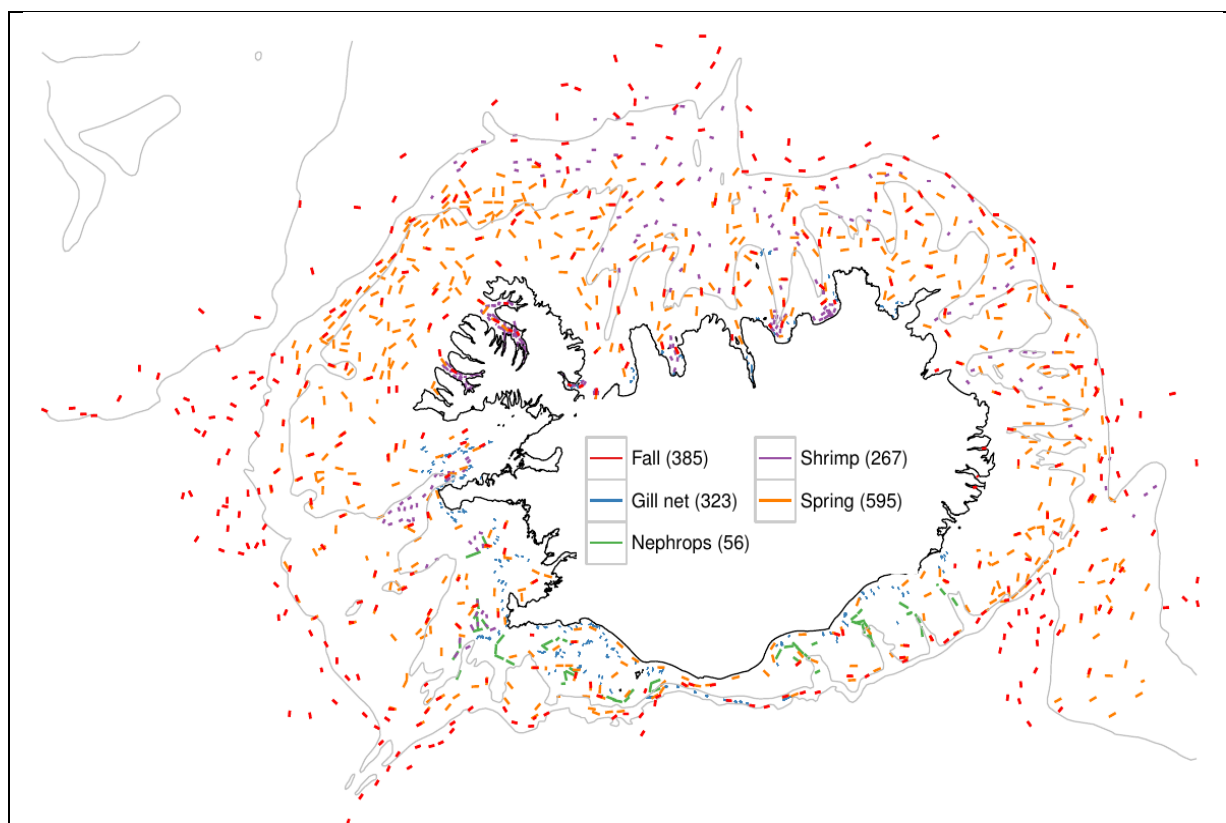 Fall (385)
Gill net (323)
Nephrops (56)
Shrimp (267)
Spring (595)